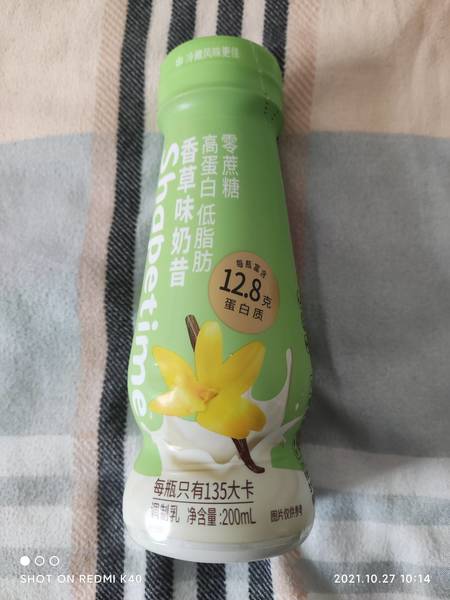 冷藏风味更佳
零蔗糖
高蛋白 低脂肪
香草味奶昔
Shabetime
每瓶富含
12.8克
蛋白质
每瓶只有135大卡
调制乳 净含量:200mL
图片仅供参考
SHOT ON REDMI K40
2021.10.27 10:14